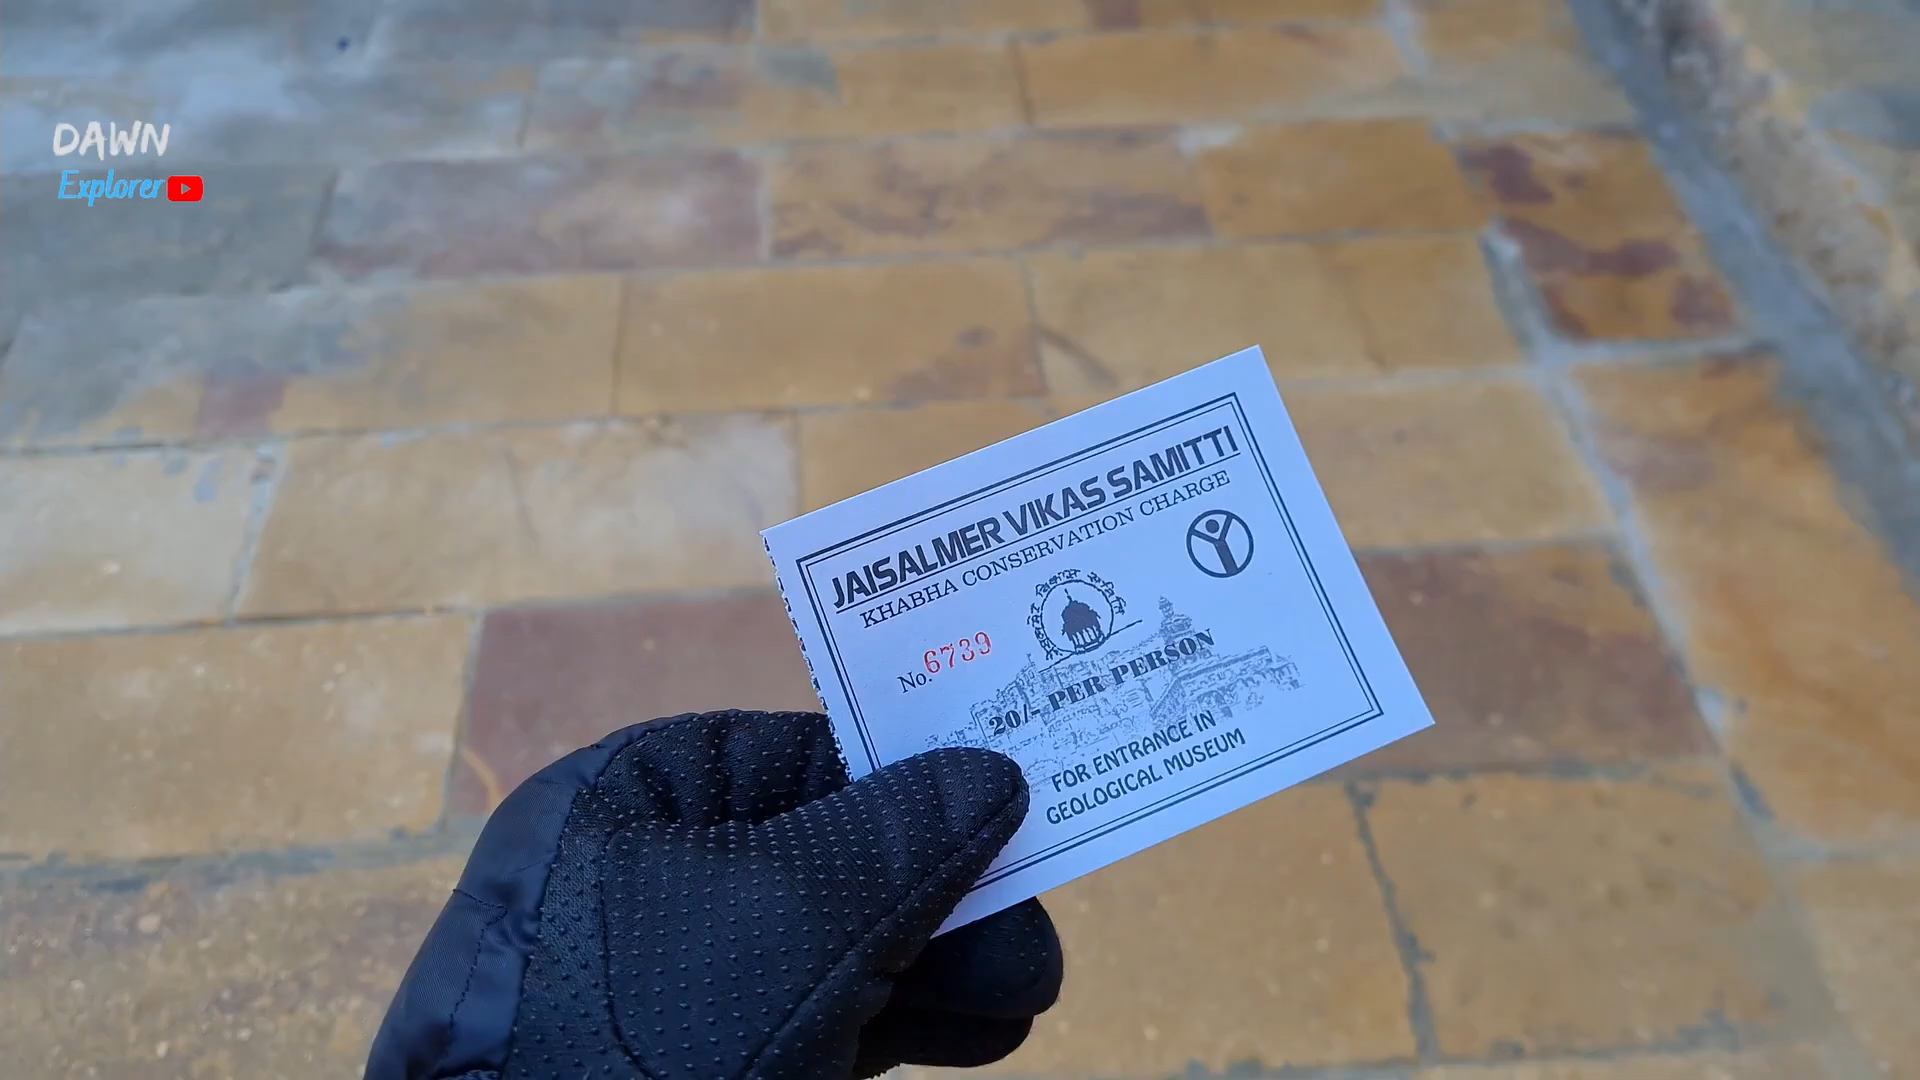 DAWN
Explorer
JAISALMER VIKAS SAMITTI
KHABHA CONSERVATION CHARGE
No. 6739
20/- PER PERSON
FOR ENTRANCE IN
GEOLOGICAL MUSEUM